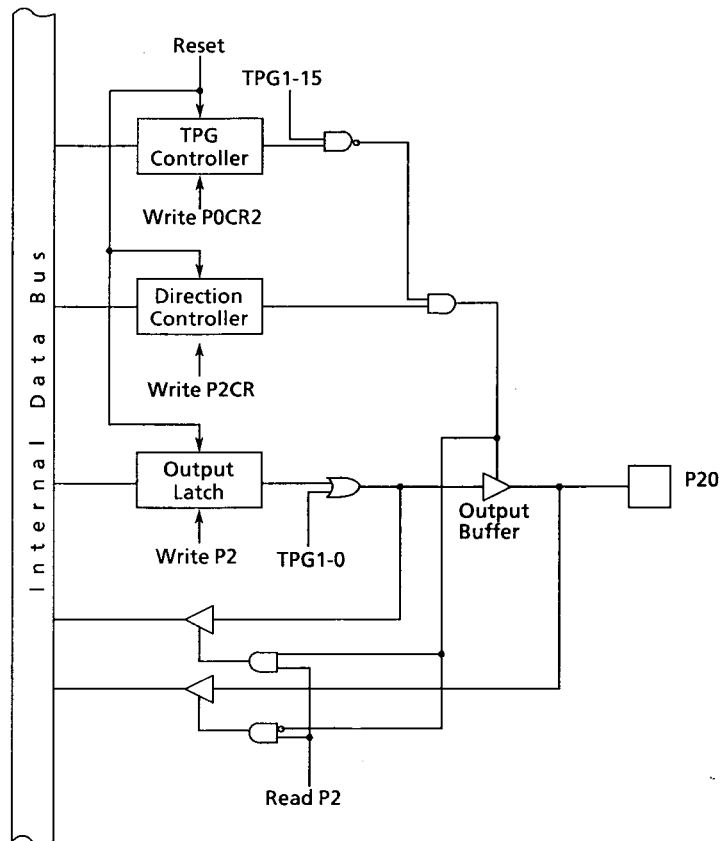 Reset
TPG1-15
TPG
Controller
Write P0CR2
Internal Data Bus
Direction
Controller
Write P2CR
Output
Latch
P20
Output
Buffer
Write P2
TPG1-0
Read P2